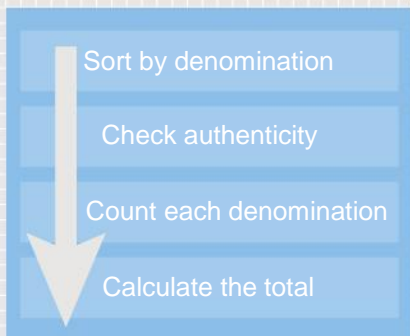 Sort by denomination
Check authenticity
Count each denomination
Calculate the total